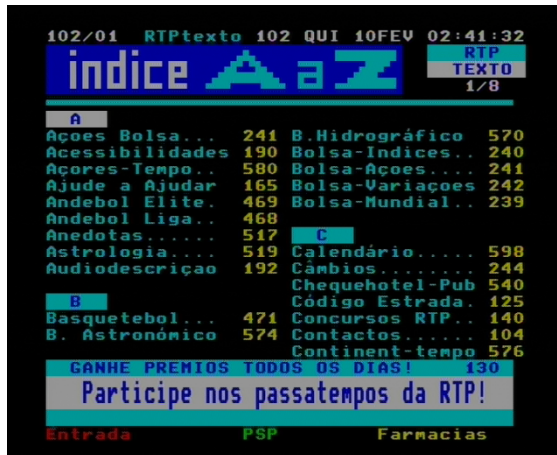 102/01 RTPtexto 102 QUI 10FEV 02:41:32
indice A a Z
RTP
TEXTO
1/8
A
Açoes Bolsa... 241
Acessibilidades 190
Açores-Tempo.. 580
Ajude a Ajudar 165
Andebol Elite. 469
Andebol Liga.. 468
Anedotas...... 517
Astrologia.... 519
Audiodescriçao 192
B
Basquetebol... 471
B. Astronómico 574
B.Hidrográfico 570
Bolsa-Indices.. 240
Bolsa-Açoes.... 241
Bolsa-Variaçoes 242
Bolsa-Mundial.. 239
C
Calendário..... 598
Câmbios........ 244
Chequehotel-Pub 540
Código Estrada. 125
Concursos RTP.. 140
Contactos...... 104
Continent-tempo 576
GANHE PREMIOS TODOS OS DIAS! 130
Participe nos passatempos da RTP!
Entrada PSP Farmacias